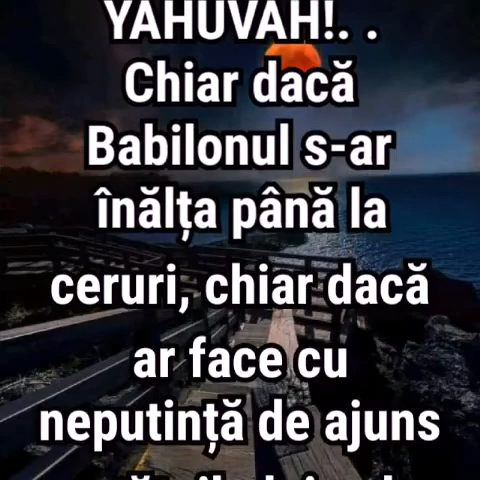 YAHUVAH!. .
Chiar dacă
Babilonul s-ar
înălța până la
ceruri, chiar dacă
ar face cu
neputință de ajuns